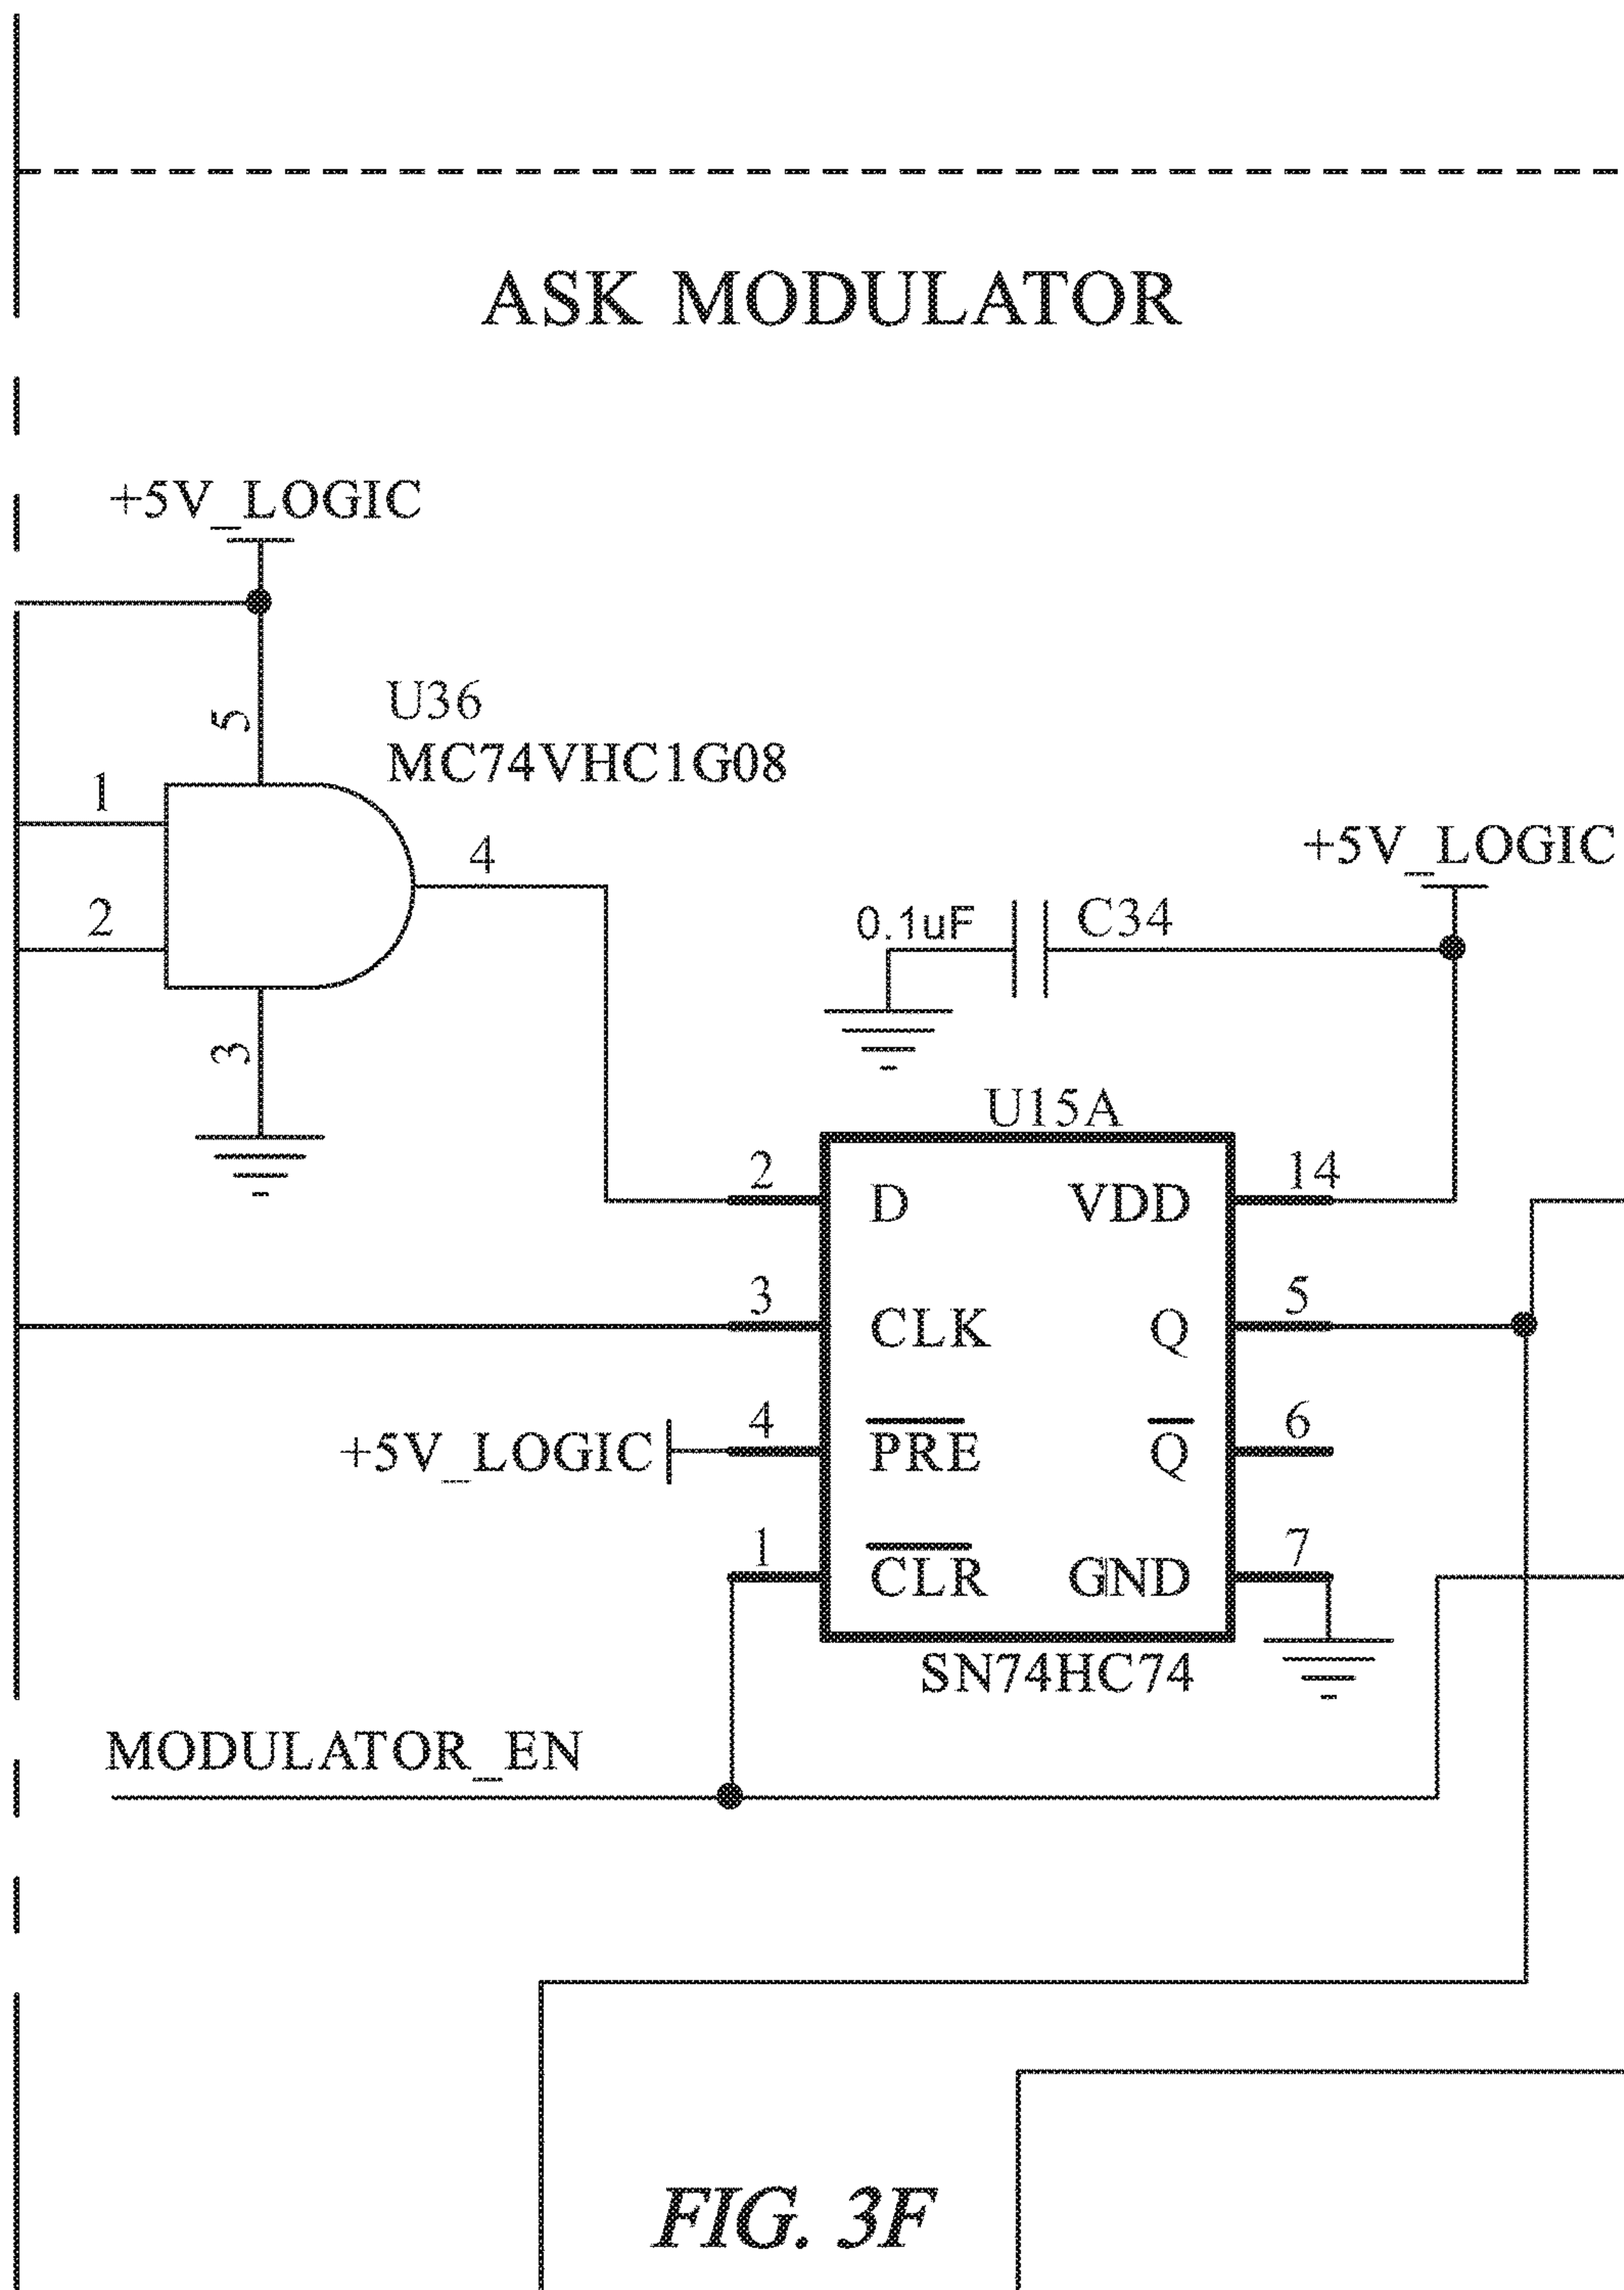 ASK MODULATOR
+5V_LOGIC
5
U36
MC74VHC1G08
1
4
2
3
+5V_LOGIC
0.1uF
C34
U15A
2
D
VDD
14
3
CLK
Q
5
+5V_LOGIC
4
PRE
Q
6
1
CLR
GND
7
SN74HC74
MODULATOR_EN
FIG. 3F